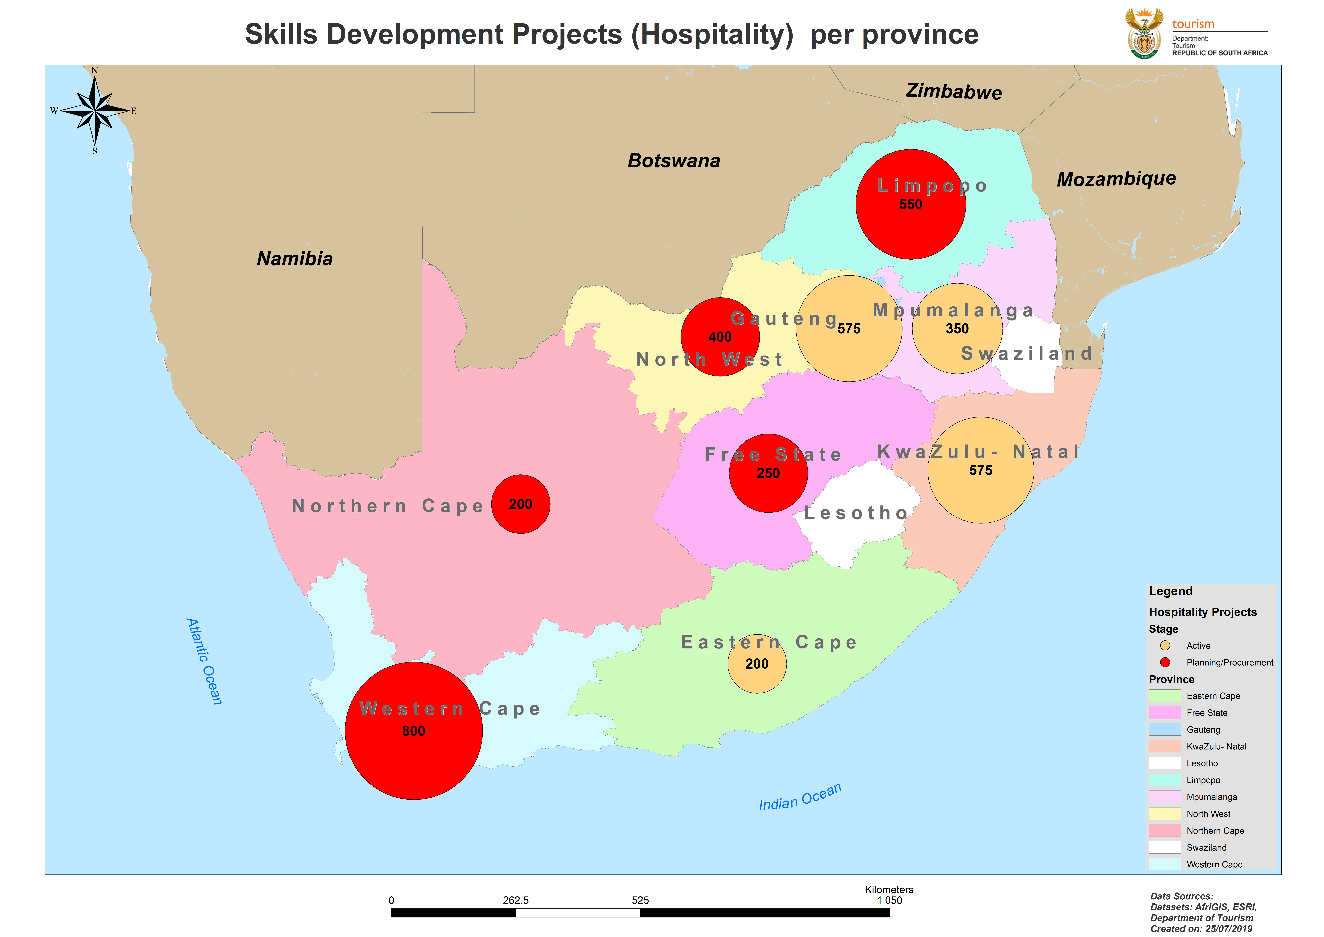 Skills Development Projects (Hospitality) per province
tourism
Department:
Tourism
REPUBLIC OF SOUTH AFRICA
N
W
E
S
Zimbabwe
Botswana
Mozambique
Namibia
Limpopo
550
Gauteng
575
Mpumalanga
350
400
North West
Swaziland
Free State
250
KwaZulu- Natal
575
Northern Cape
200
Lesotho
Eastern Cape
200
Western Cape
800
Atlantic Ocean
Indian Ocean
Legend
Hospitality Projects
Stage
Active
Planning/Procurement
Province
Eastern Cape
Free State
Gauteng
KwaZulu- Natal
Lesotho
Limpopo
Mpumalanga
North West
Northern Cape
Swaziland
Western Cape
Kilometers
0 262.5 525 1 050
Data Sources:
Datasets: AfriGIS, ESRI,
Department of Tourism
Created on: 25/07/2019